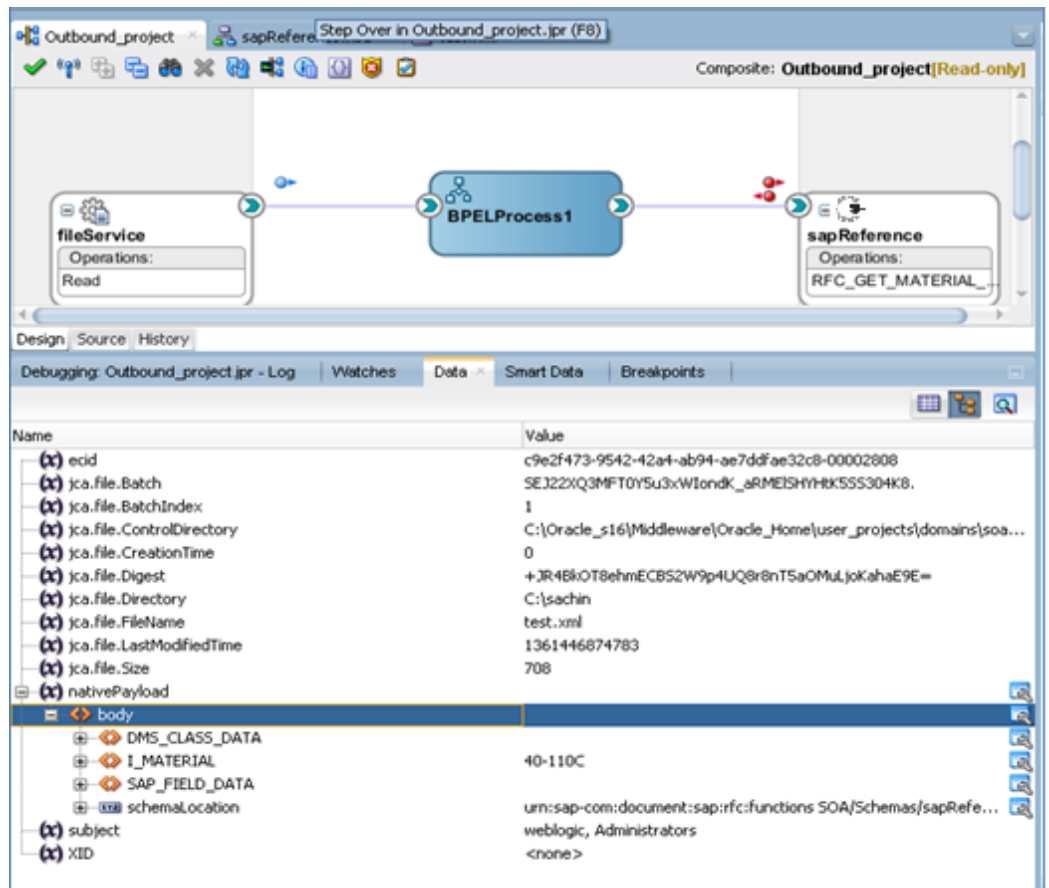 Outbound_project
sapRefere
Step Over in Outbound_project.jpr (F8)
Composite: Outbound_project[Read-only]
fileService
Operations:
Read
BPELProcess1
sapReference
Operations:
RFC_GET_MATERIAL_...
Design Source History
Debugging: Outbound_project.jpr - Log Watches Data Smart Data Breakpoints
Name Value
(x) ecid c9e2f473-9542-42a4-ab94-ae7ddfae32c8-00002808
(x) jca.file.Batch
(x) jca.file.BatchIndex 1
(x) jca.file.ControlDirectory C:\Oracle_s16\Middleware\Oracle_Home\user_projects\domains\soa...
(x) jca.file.CreationTime 0
(x) jca.file.Digest
(x) jca.file.Directory C:\sachin
(x) jca.file.FileName test.xml
(x) jca.file.LastModifiedTime 1361446874783
(x) jca.file.Size 708
(x) nativePayload
body
DMS_CLASS_DATA
I_MATERIAL 40-110C
SAP_FIELD_DATA
schemaLocation urn:sap-com:document:sap:rfc:functions SOA/Schemas/sapRefe...
(x) subject weblogic, Administrators
(x) XID <none>